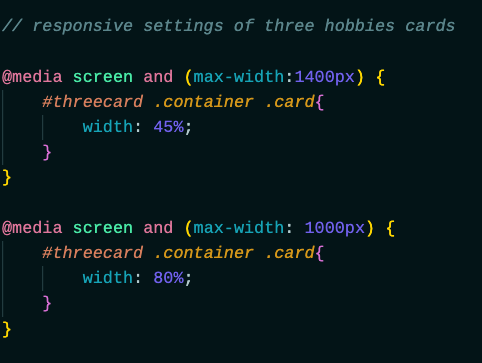 // responsive settings of three hobbies cards
@media screen and (max-width:1400px) {
#threecard .container .card{
width: 45%;
}
}
@media screen and (max-width: 1000px) {
#threecard .container .card{
width: 80%;
}
}